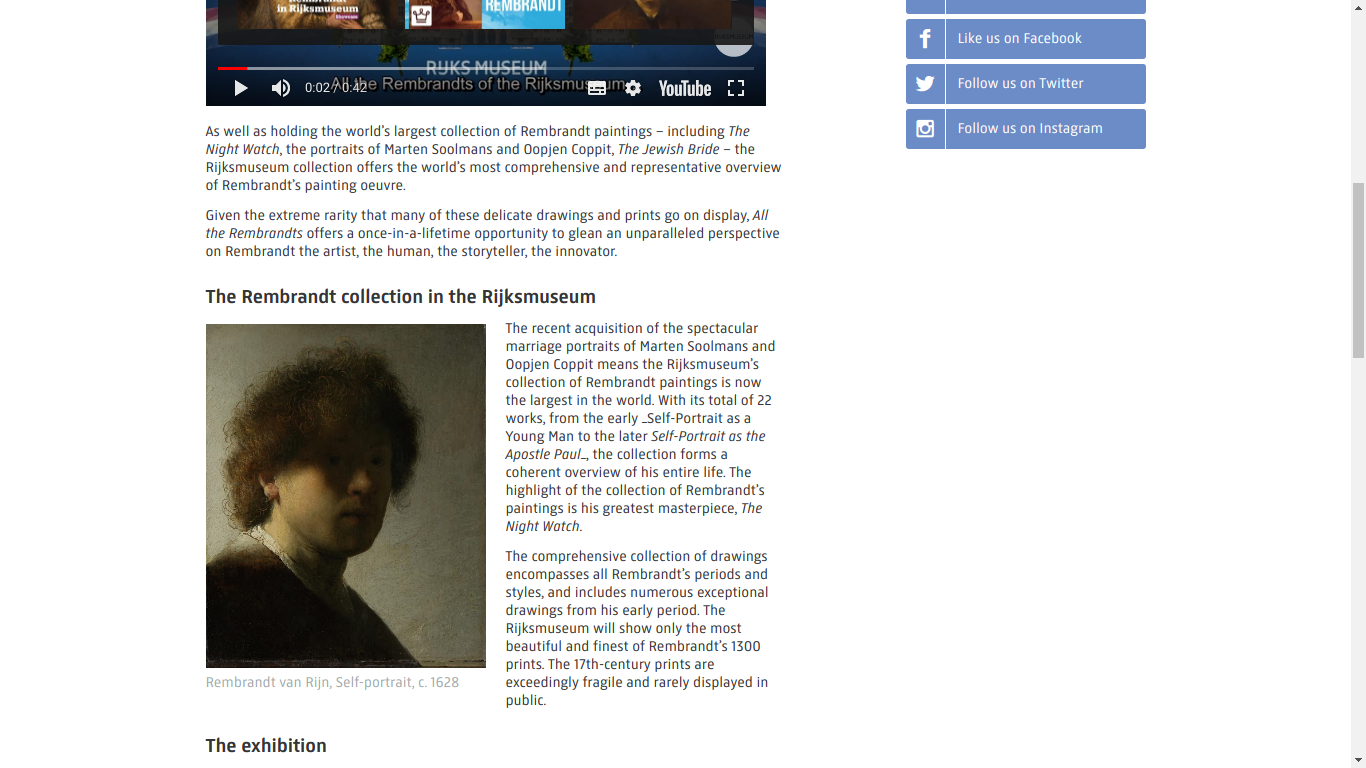 Rembrandt
in Rijksmuseum
Showcase
REMBRANDT
RIJKSMUSEUM
All the Rembrandts of the Rijksmuseum
0:02 / 0:42
YouTube
Like us on Facebook
Follow us on Twitter
Follow us on Instagram
As well as holding the world’s largest collection of Rembrandt paintings – including The
Night Watch, the portraits of Marten Soolmans and Oopjen Coppit, The Jewish Bride – the
Rijksmuseum collection offers the world’s most comprehensive and representative overview
of Rembrandt’s painting oeuvre.
Given the extreme rarity that many of these delicate drawings and prints go on display, All
the Rembrandts offers a once-in-a-lifetime opportunity to glean an unparalleled perspective
on Rembrandt the artist, the human, the storyteller, the innovator.
The Rembrandt collection in the Rijksmuseum
The recent acquisition of the spectacular
marriage portraits of Marten Soolmans and
Oopjen Coppit means the Rijksmuseum’s
collection of Rembrandt paintings is now
the largest in the world. With its total of 22
works, from the early _Self-Portrait as a
Young Man to the later Self-Portrait as the
Apostle Paul_, the collection forms a
coherent overview of his entire life. The
highlight of the collection of Rembrandt’s
paintings is his greatest masterpiece, The
Night Watch.
The comprehensive collection of drawings
encompasses all Rembrandt’s periods and
styles, and includes numerous exceptional
drawings from his early period. The
Rijksmuseum will show only the most
beautiful and finest of Rembrandt’s 1300
prints. The 17th-century prints are
exceedingly fragile and rarely displayed in
public.
Rembrandt van Rijn, Self-portrait, c. 1628
The exhibition